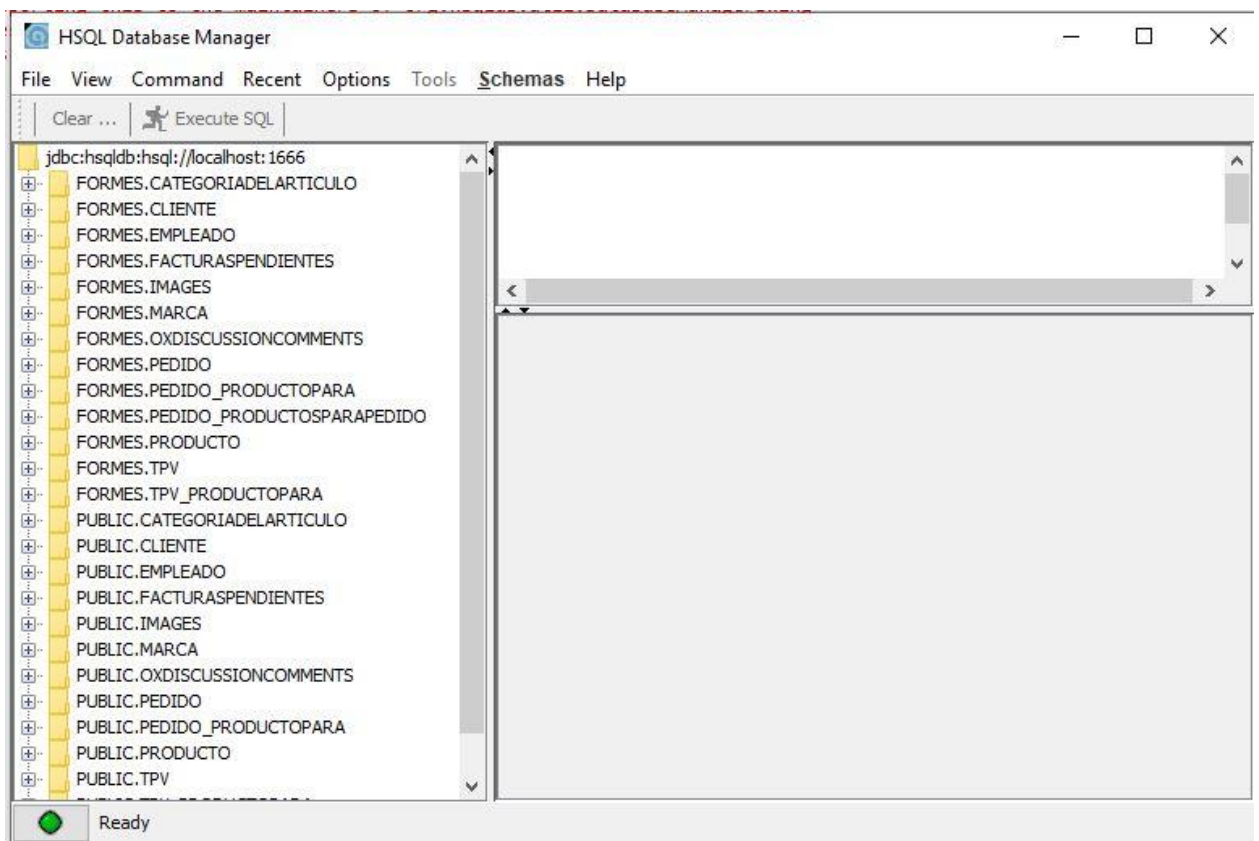 HSQL Database Manager
File View Command Recent Options Tools Schemas Help
Clear ... Execute SQL
jdbc:hsqldb:hsql://localhost:1666
FORMES.CATEGORIADELARTICULO
FORMES.CLIENTE
FORMES.EMPLEADO
FORMES.FACTURASPENDIENTES
FORMES.IMAGES
FORMES.MARCA
FORMES.OXDISCUSSIONCOMMENTS
FORMES.PEDIDO
FORMES.PEDIDO_PRODUCTOPARA
FORMES.PEDIDO_PRODUCTOSPARAPEDIDO
FORMES.PRODUCTO
FORMES.TPV
FORMES.TPV_PRODUCTOPARA
PUBLIC.CATEGORIADELARTICULO
PUBLIC.CLIENTE
PUBLIC.EMPLEADO
PUBLIC.FACTURASPENDIENTES
PUBLIC.IMAGES
PUBLIC.MARCA
PUBLIC.OXDISCUSSIONCOMMENTS
PUBLIC.PEDIDO
PUBLIC.PEDIDO_PRODUCTOPARA
PUBLIC.PRODUCTO
PUBLIC.TPV
Ready